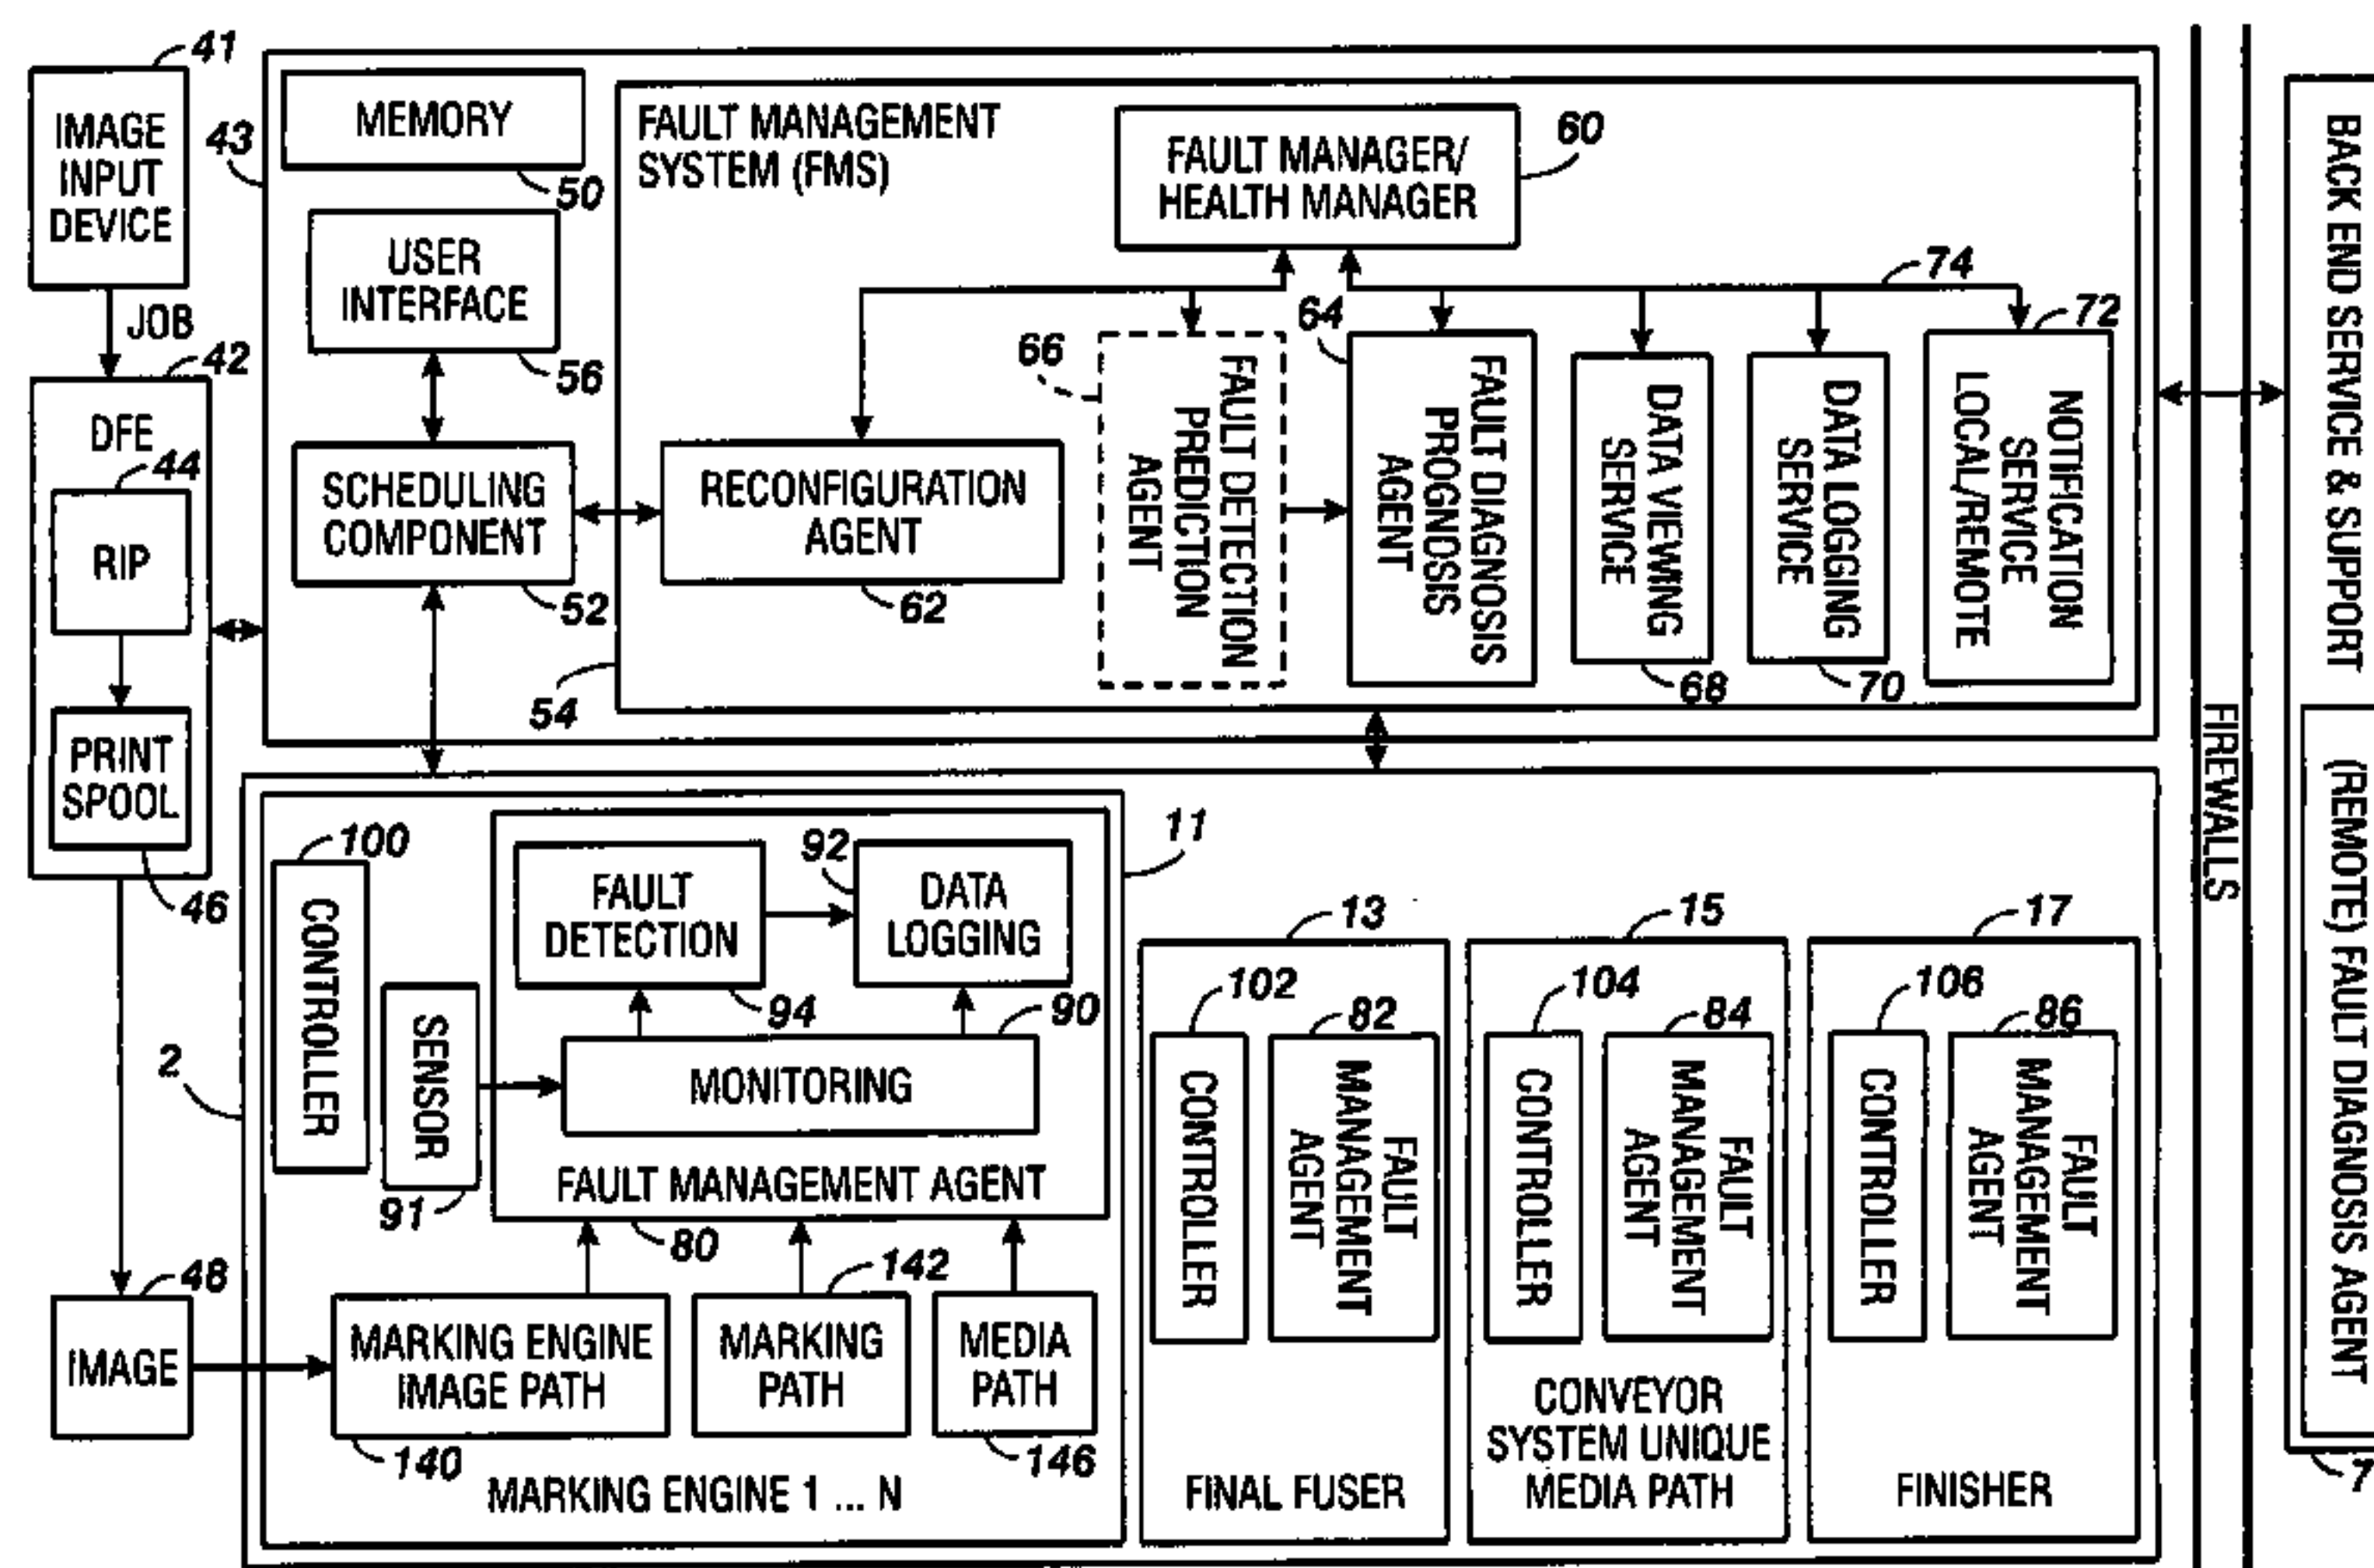 41
IMAGE
INPUT
DEVICE
JOB
42
DFE
44
RIP
PRINT
SPOOL
46
48
IMAGE
43
MEMORY
50
USER
INTERFACE
56
SCHEDULING
COMPONENT
52
FAULT MANAGEMENT
SYSTEM (FMS)
54
FAULT MANAGER/
HEALTH MANAGER
60
74
RECONFIGURATION
AGENT
62
66
FAULT DETECTION
PREDICTION
AGENT
64
FAULT DIAGNOSIS
PROGNOSIS
AGENT
DATA VIEWING
SERVICE
68
DATA LOGGING
SERVICE
70
72
NOTIFICATION
SERVICE
LOCAL/REMOTE
2
11
100
CONTROLLER
SENSOR
91
FAULT
DETECTION
94
92
DATA
LOGGING
90
MONITORING
FAULT MANAGEMENT AGENT
80
MARKING ENGINE
IMAGE PATH
140
142
MARKING
PATH
MEDIA
PATH
146
MARKING ENGINE 1 ... N
13
102
CONTROLLER
82
FAULT
MANAGEMENT
AGENT
FINAL FUSER
15
104
CONTROLLER
84
FAULT
MANAGEMENT
AGENT
CONVEYOR
SYSTEM UNIQUE
MEDIA PATH
17
106
CONTROLLER
86
FAULT
MANAGEMENT
AGENT
FINISHER
FIREWALLS
BACK END SERVICE & SUPPORT
(REMOTE) FAULT DIAGNOSIS AGENT